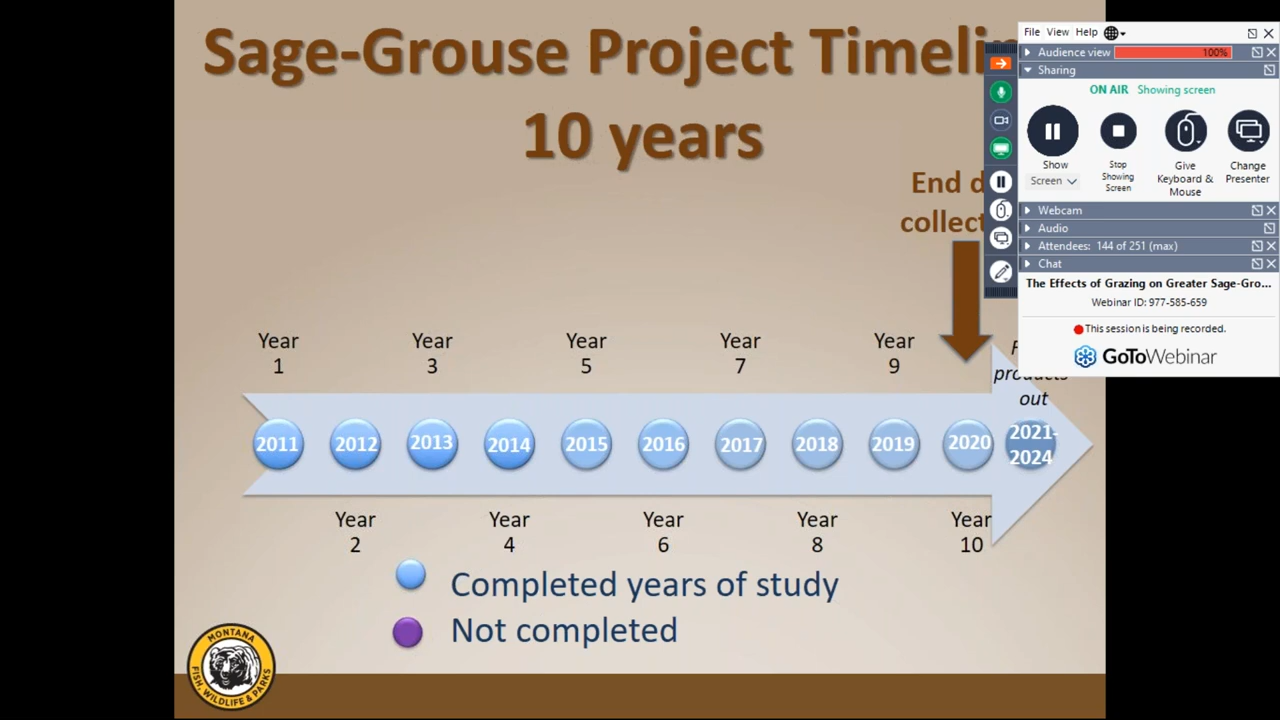 Sage-Grouse Project Timeli
10 years
End d
collect
Year
1
Year
3
Year
5
Year
7
Year
9
products
out
2011
2012
2013
2014
2015
2016
2017
2018
2019
2020
2021-
2024
Year
2
Year
4
Year
6
Year
8
Year
10
Completed years of study
Not completed
MONTANA
FISH, WILDLIFE & PARKS
File View Help
Audience view 100%
Sharing
ON AIR Showing screen
Show
Screen
Stop
Showing
Screen
Give
Keyboard &
Mouse
Change
Presenter
Webcam
Audio
Attendees: 144 of 251 (max)
Chat
The Effects of Grazing on Greater Sage-Gro...
Webinar ID: 977-585-659
This session is being recorded.
GoToWebinar